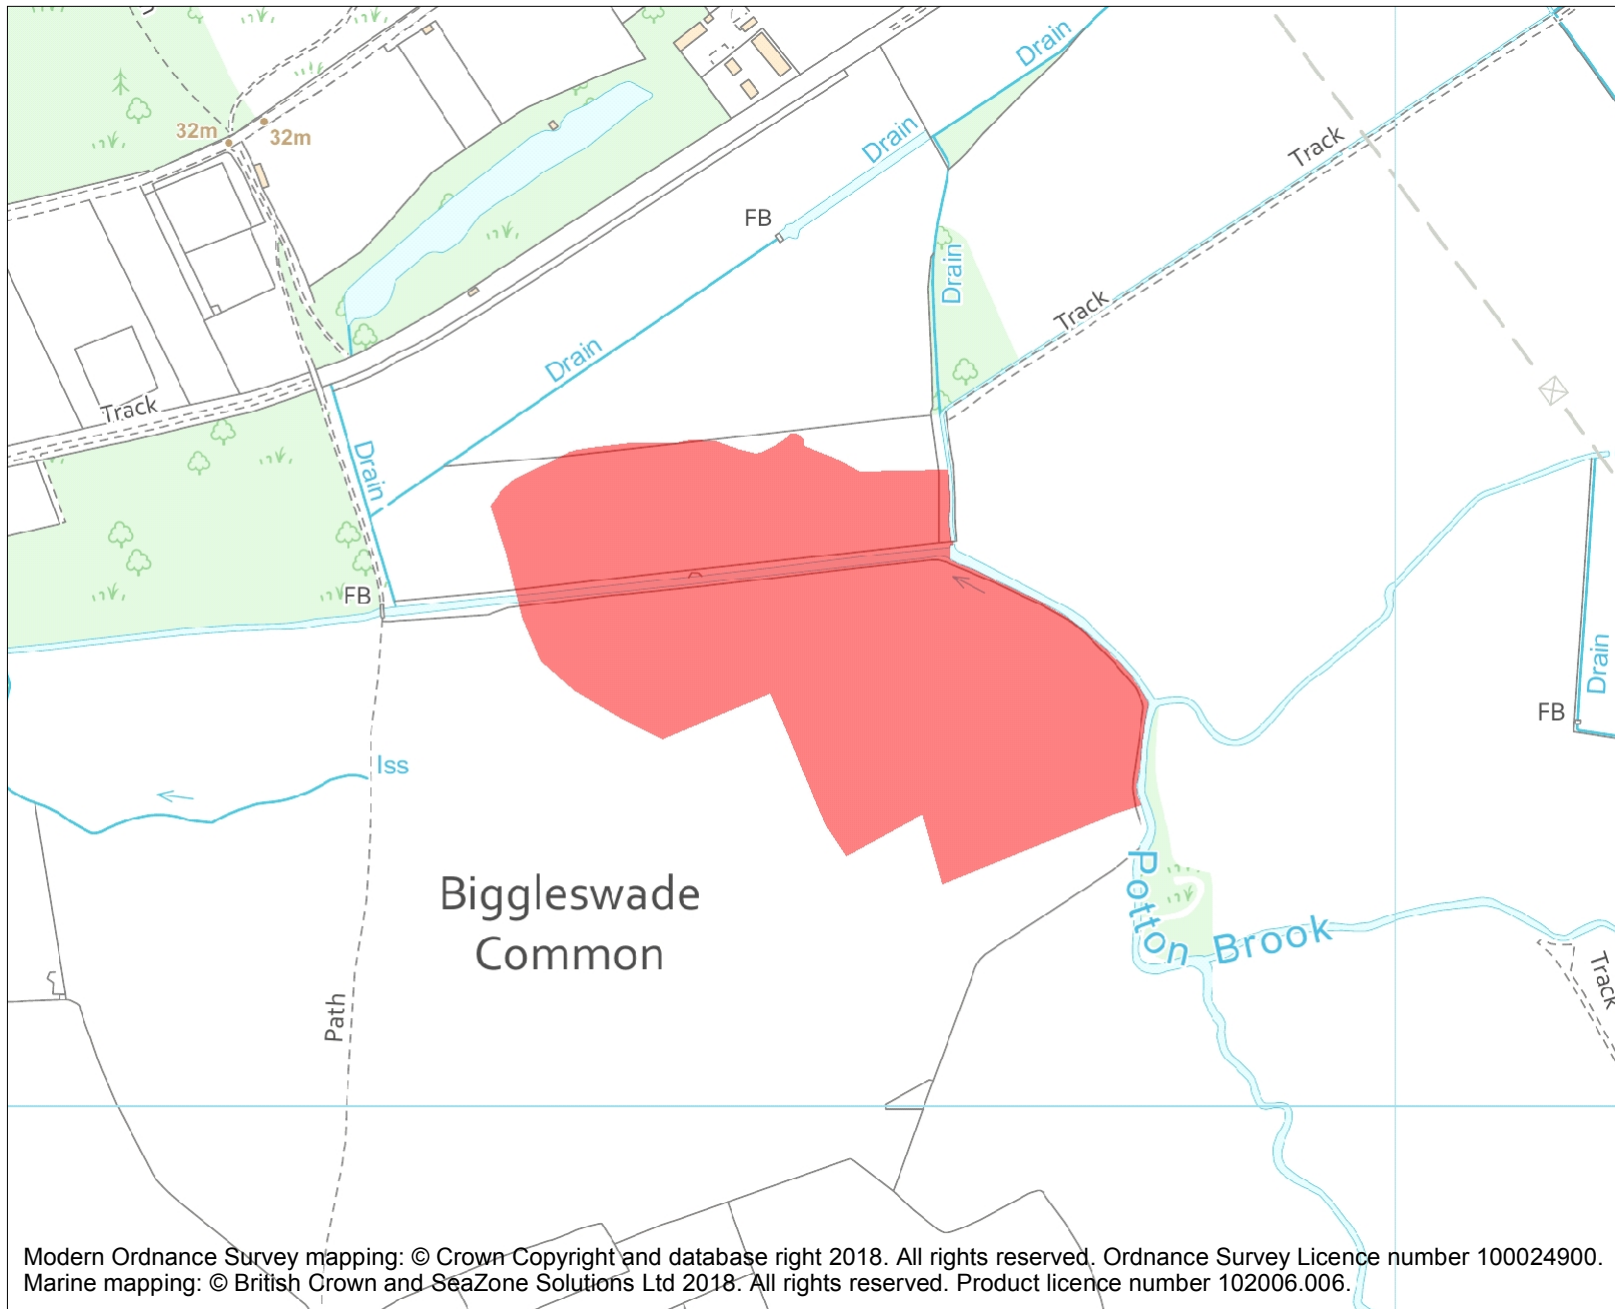 Drain
32m
32m
Drain
Track
FB
Drain
Track
Drain
Track
Drain
FB
Drain
FB
Iss
Potton Brook
Biggleswade
Common
Track
Path
Modern Ordnance Survey mapping: © Crown Copyright and database right 2018. All rights reserved. Ordnance Survey Licence number 100024900.
Marine mapping: © British Crown and SeaZone Solutions Ltd 2018. All rights reserved. Product licence number 102006.006.